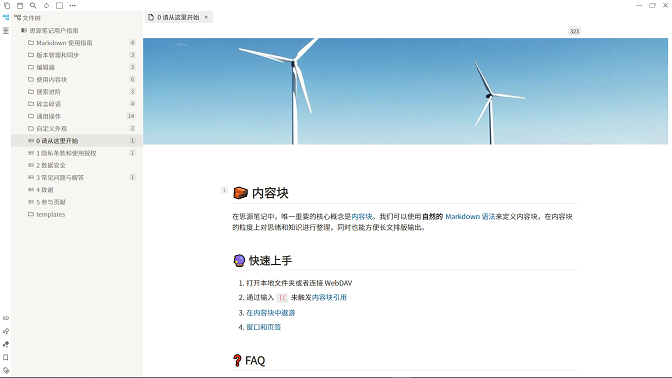 文件树
0 请从这里开始
思源笔记用户指南
Markdown 使用指南 4
版本管理和同步 3
编辑器 3
使用内容块 6
搜索进阶 3
碎言碎语 4
通用操作 14
自定义外观 2
0 请从这里开始 1
1 隐私条款和使用授权 1
2 数据安全
3 常见问题与解答 1
4 致谢
5 参与贡献
templates
323
1
内容块
在思源笔记中，唯一重要的核心概念是内容块。我们可以使用自然的 Markdown 语法来定义内容块，在内容块
的粒度上对思绪和知识进行整理，同时也能方便长文排版输出。
快速上手
1. 打开本地文件夹或者连接 WebDAV
2. 通过输入 (( 来触发内容块引用
3. 在内容块中遨游
4. 窗口和页签
FAQ